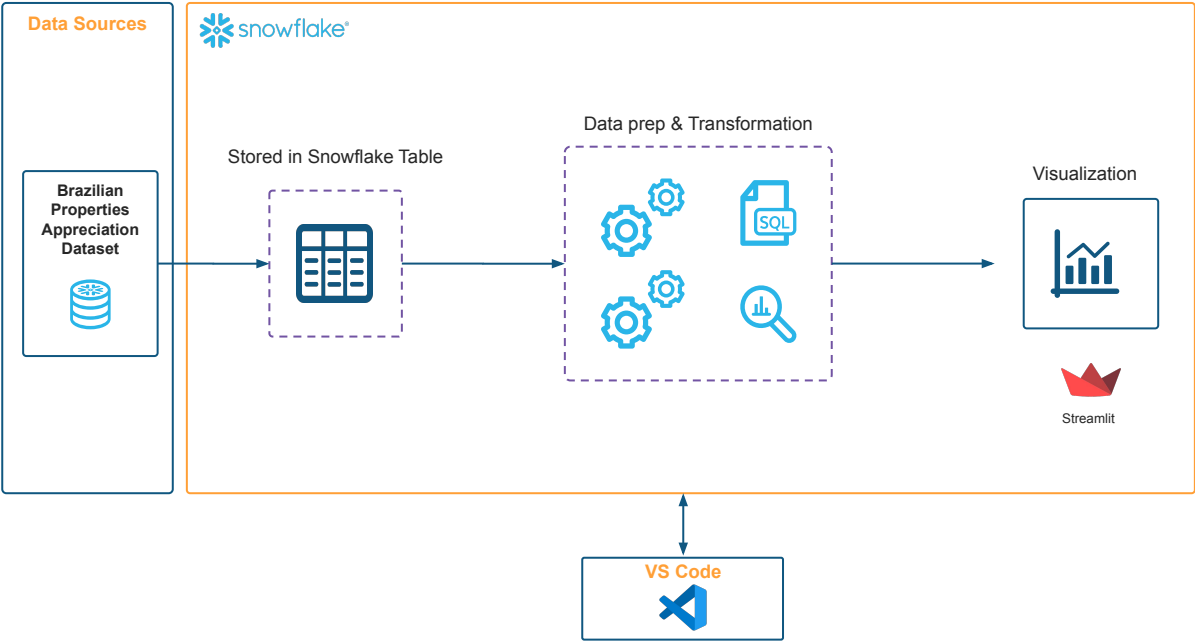 Data Sources
snowflake®
Data prep & Transformation
Stored in Snowflake Table
Visualization
Brazilian
Properties
Appreciation
Dataset
SQL
Streamlit
VS Code